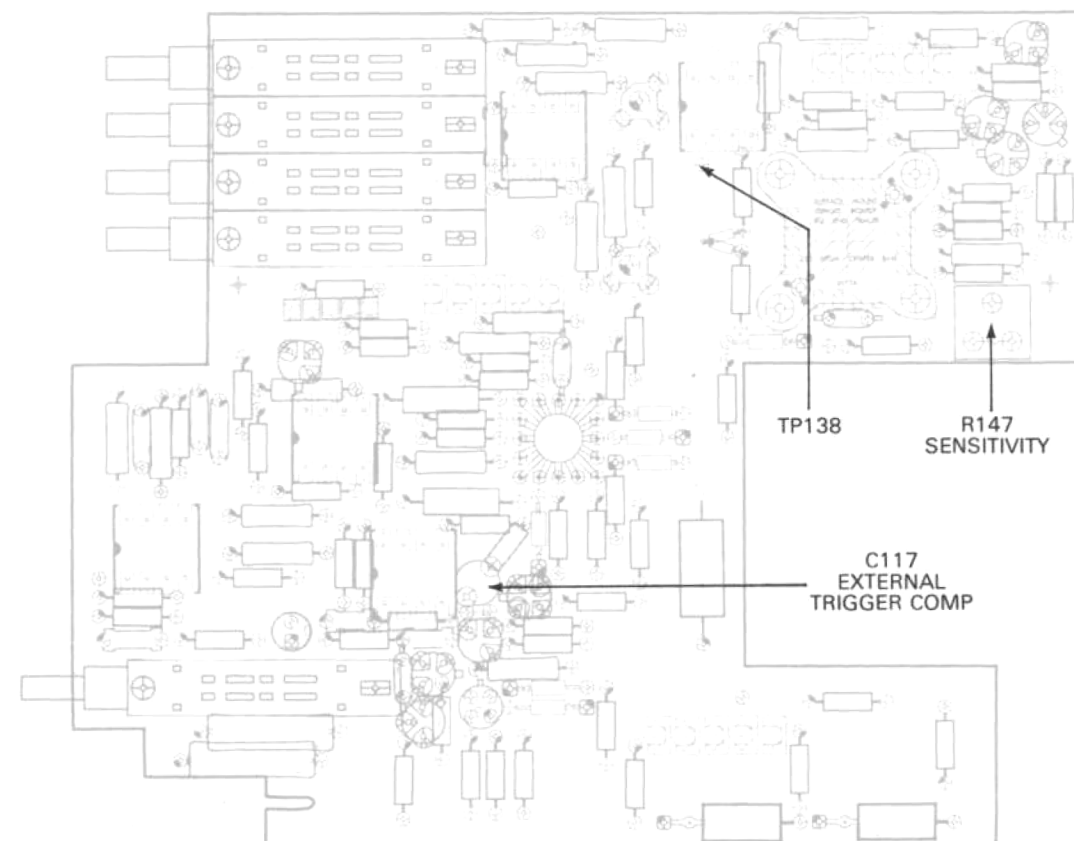 TP138
R147
SENSITIVITY
C117
EXTERNAL
TRIGGER COMP